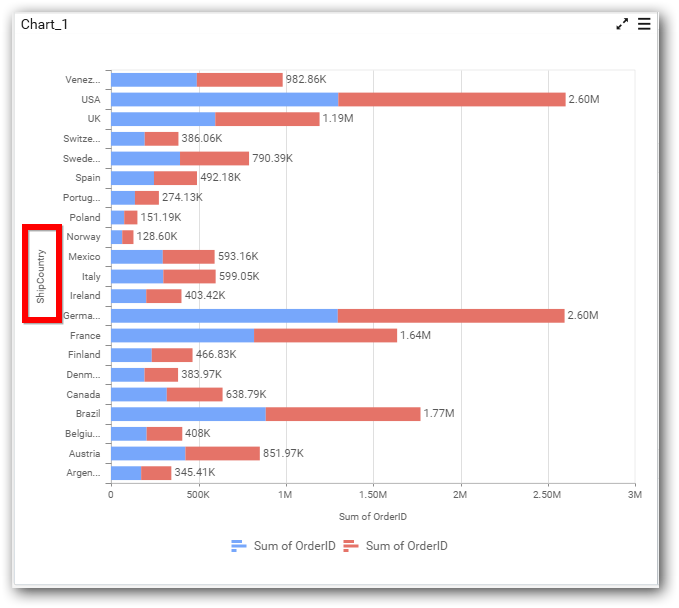 Chart_1
Venez... 982.86K
USA 2.60M
UK 1.19M
Switze... 386.06K
Swede... 790.39K
Spain 492.18K
Portug... 274.13K
Poland 151.19K
Norway 128.60K
Mexico 593.16K
ShipCountry
Italy 599.05K
Ireland 403.42K
Germa... 2.60M
France 1.64M
Finland 466.83K
Denm... 383.97K
Canada 638.79K
Brazil 1.77M
Belgiu... 408K
Austria 851.97K
Argen... 345.41K
0 500K 1M 1.50M 2M 2.50M 3M
Sum of OrderID
Sum of OrderID Sum of OrderID